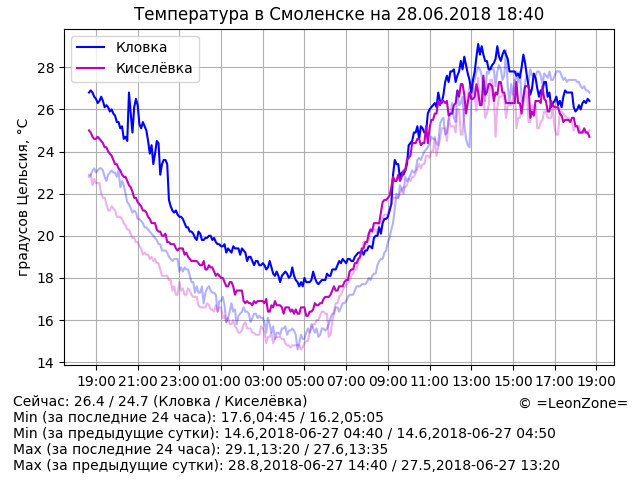 Температура в Смоленске на 28.06.2018 18:40
Кловка
Киселёвка
градусов Цельсия, °C
28
26
24
22
20
18
16
14
19:00 21:00 23:00 01:00 03:00 05:00 07:00 09:00 11:00 13:00 15:00 17:00 19:00
Сейчас: 26.4 / 24.7 (Кловка / Киселёвка)
© =LeonZone=
Min (за последние 24 часа): 17.6,04:45 / 16.2,05:05
Min (за предыдущие сутки): 14.6,2018-06-27 04:40 / 14.6,2018-06-27 04:50
Max (за последние 24 часа): 29.1,13:20 / 27.6,13:35
Max (за предыдущие сутки): 28.8,2018-06-27 14:40 / 27.5,2018-06-27 13:20